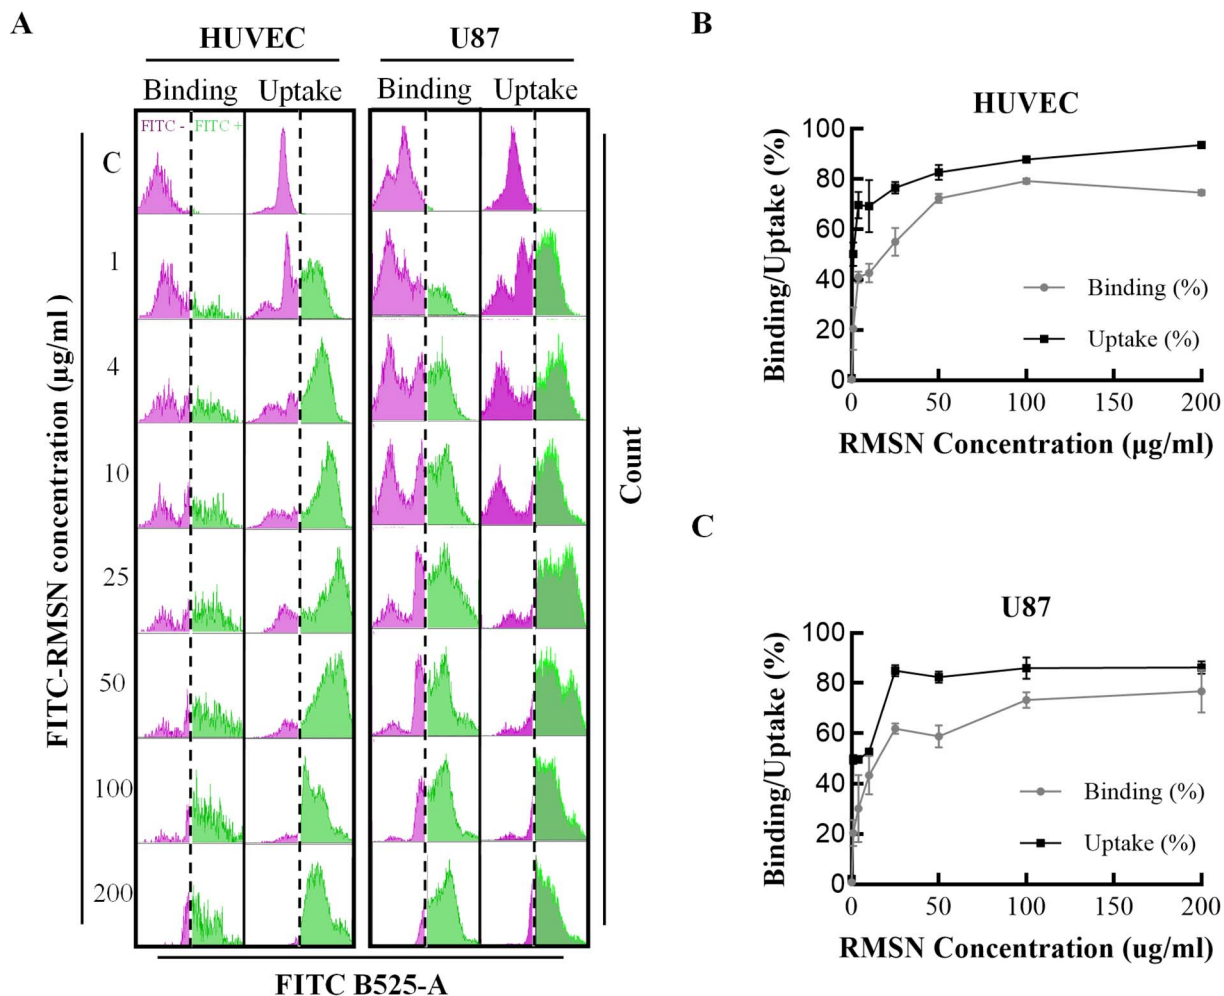 A
HUVEC
U87
Binding
Uptake
Binding
Uptake
FITC -
FITC +
C
1
4
10
25
50
100
200
FITC-RMSN concentration (µg/ml )
Count
FITC B525-A
B
HUVEC
100
80
60
40
20
0
Binding/Uptake (%)
Binding (%)
Uptake (%)
0 50 100 150 200
RMSN Concentration (µg/ml)
C
U87
100
80
60
40
20
0
Binding/Uptake (%)
Binding (%)
Uptake (%)
0 50 100 150 200
RMSN Concentration (ug/ml)